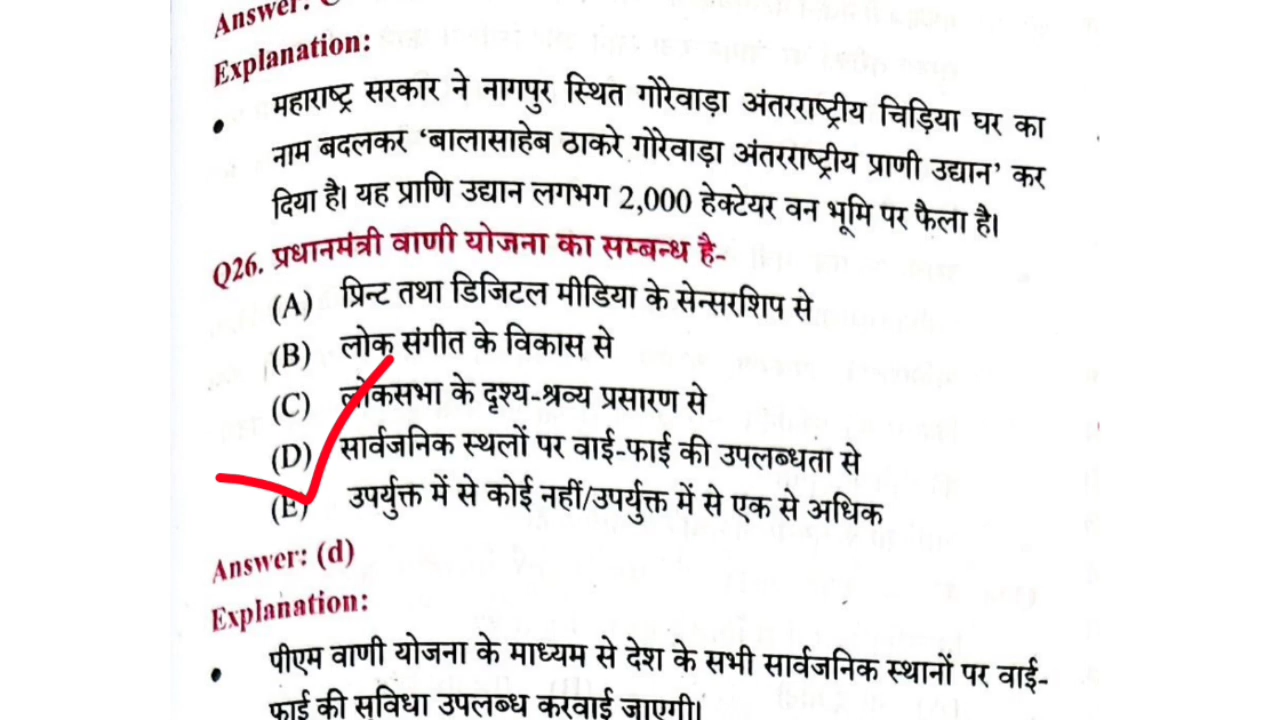 Answer:
Explanation:
• महाराष्ट्र सरकार ने नागपुर स्थित गोरेवाड़ा अंतरराष्ट्रीय चिड़िया घर का
नाम बदलकर ‘बालासाहेब ठाकरे गोरेवाड़ा अंतरराष्ट्रीय प्राणी उद्यान’ कर
दिया है। यह प्राणि उद्यान लगभग 2,000 हेक्टेयर वन भूमि पर फैला है।
Q26. प्रधानमंत्री वाणी योजना का सम्बन्ध है-
(A) प्रिन्ट तथा डिजिटल मीडिया के सेन्सरशिप से
(B) लोक संगीत के विकास से
(C) लोकसभा के दृश्य-श्रव्य प्रसारण से
(D) सार्वजनिक स्थलों पर वाई-फाई की उपलब्धता से
(E) उपर्युक्त में से कोई नहीं/उपर्युक्त में से एक से अधिक
Answer: (d)
Explanation:
• पीएम वाणी योजना के माध्यम से देश के सभी सार्वजनिक स्थानों पर वाई-
फाई की सुविधा उपलब्ध करवाई जाएगी।